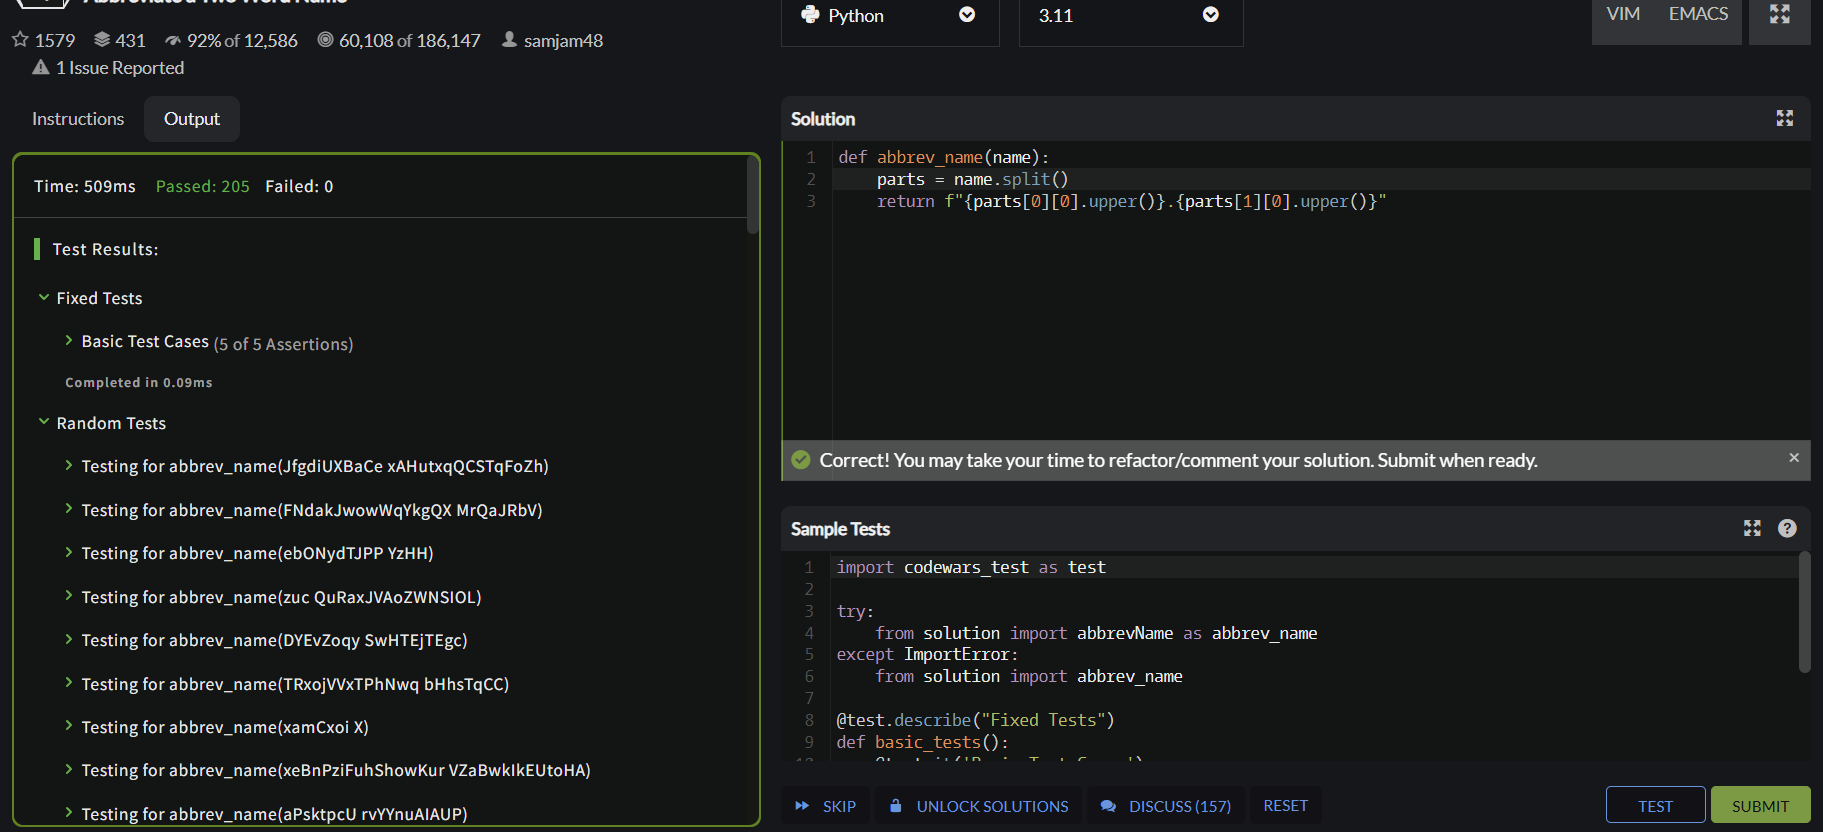 Abbreviate a Two Word Name
1579 431 92% of 12,586 60,108 of 186,147 samjam48
1 Issue Reported
Instructions Output
Time: 509ms Passed: 205 Failed: 0
Test Results:
Fixed Tests
Basic Test Cases (5 of 5 Assertions)
Completed in 0.09ms
Random Tests
Testing for abbrev_name(JfgdiUXBaCe xAHutxqQCSTqFoZh)
Testing for abbrev_name(FNdakJwowWqYkgQX MrQaJRbV)
Testing for abbrev_name(ebONydTJPP YzHH)
Testing for abbrev_name(zuc QuRaxJVAoZWNSIOL)
Testing for abbrev_name(DYEvZoqy SwHTEjTEgc)
Testing for abbrev_name(TRxojVVxTPhNwq bHhsTqCC)
Testing for abbrev_name(xamCxoi X)
Testing for abbrev_name(xeBnPziFuhShowKur VZaBwkIkEUtoHA)
Testing for abbrev_name(aPsktpcU rvYYnuAIAUP)
Python 3.11 VIM EMACS
Solution
1 def abbrev_name(name):
2     parts = name.split()
3     return f"{parts[0][0].upper()}.{parts[1][0].upper()}"
Correct! You may take your time to refactor/comment your solution. Submit when ready. ×
Sample Tests ?
1 import codewars_test as test
2
3 try:
4     from solution import abbrevName as abbrev_name
5 except ImportError:
6     from solution import abbrev_name
7
8 @test.describe("Fixed Tests")
9 def basic_tests():
SKIP UNLOCK SOLUTIONS DISCUSS (157) RESET TEST SUBMIT